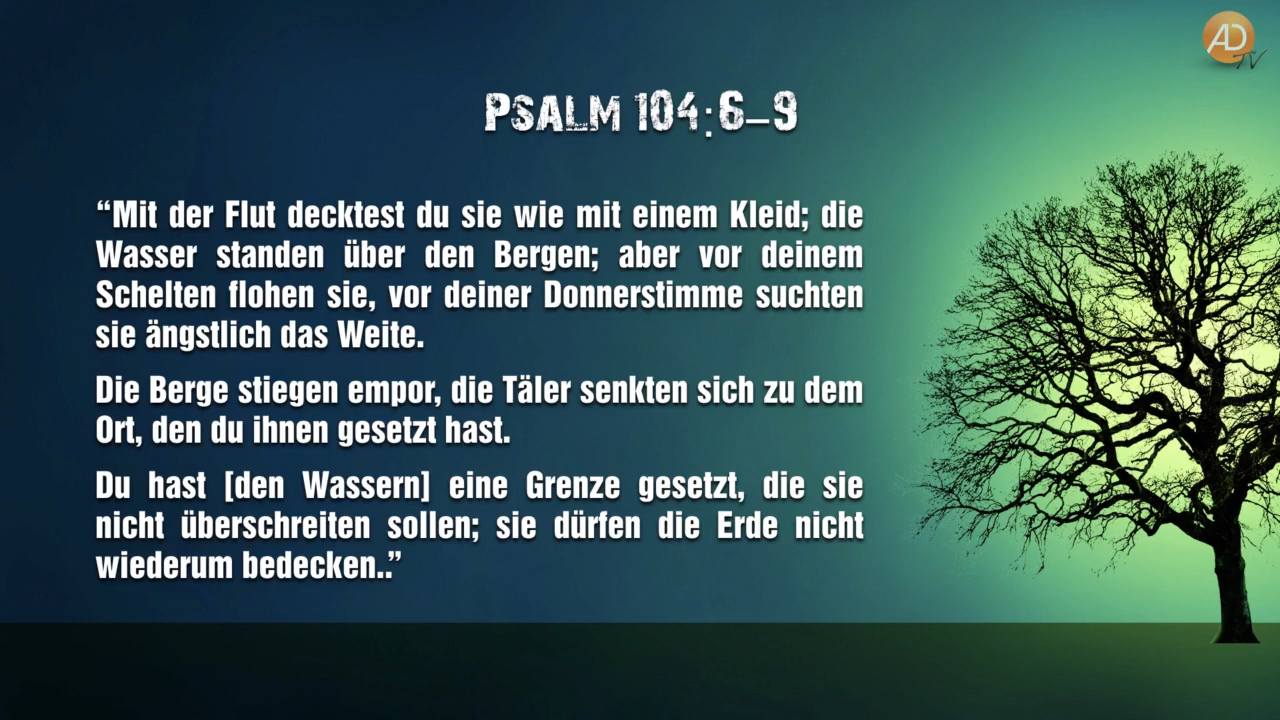 AD
TV
PSALM 104:6–9
“Mit der Flut decktest du sie wie mit einem Kleid; die
Wasser standen über den Bergen; aber vor deinem
Schelten flohen sie, vor deiner Donnerstimme suchten
sie ängstlich das Weite.
Die Berge stiegen empor, die Täler senkten sich zu dem
Ort, den du ihnen gesetzt hast.
Du hast [den Wassern] eine Grenze gesetzt, die sie
nicht überschreiten sollen; sie dürfen die Erde nicht
wiederum bedecken..”